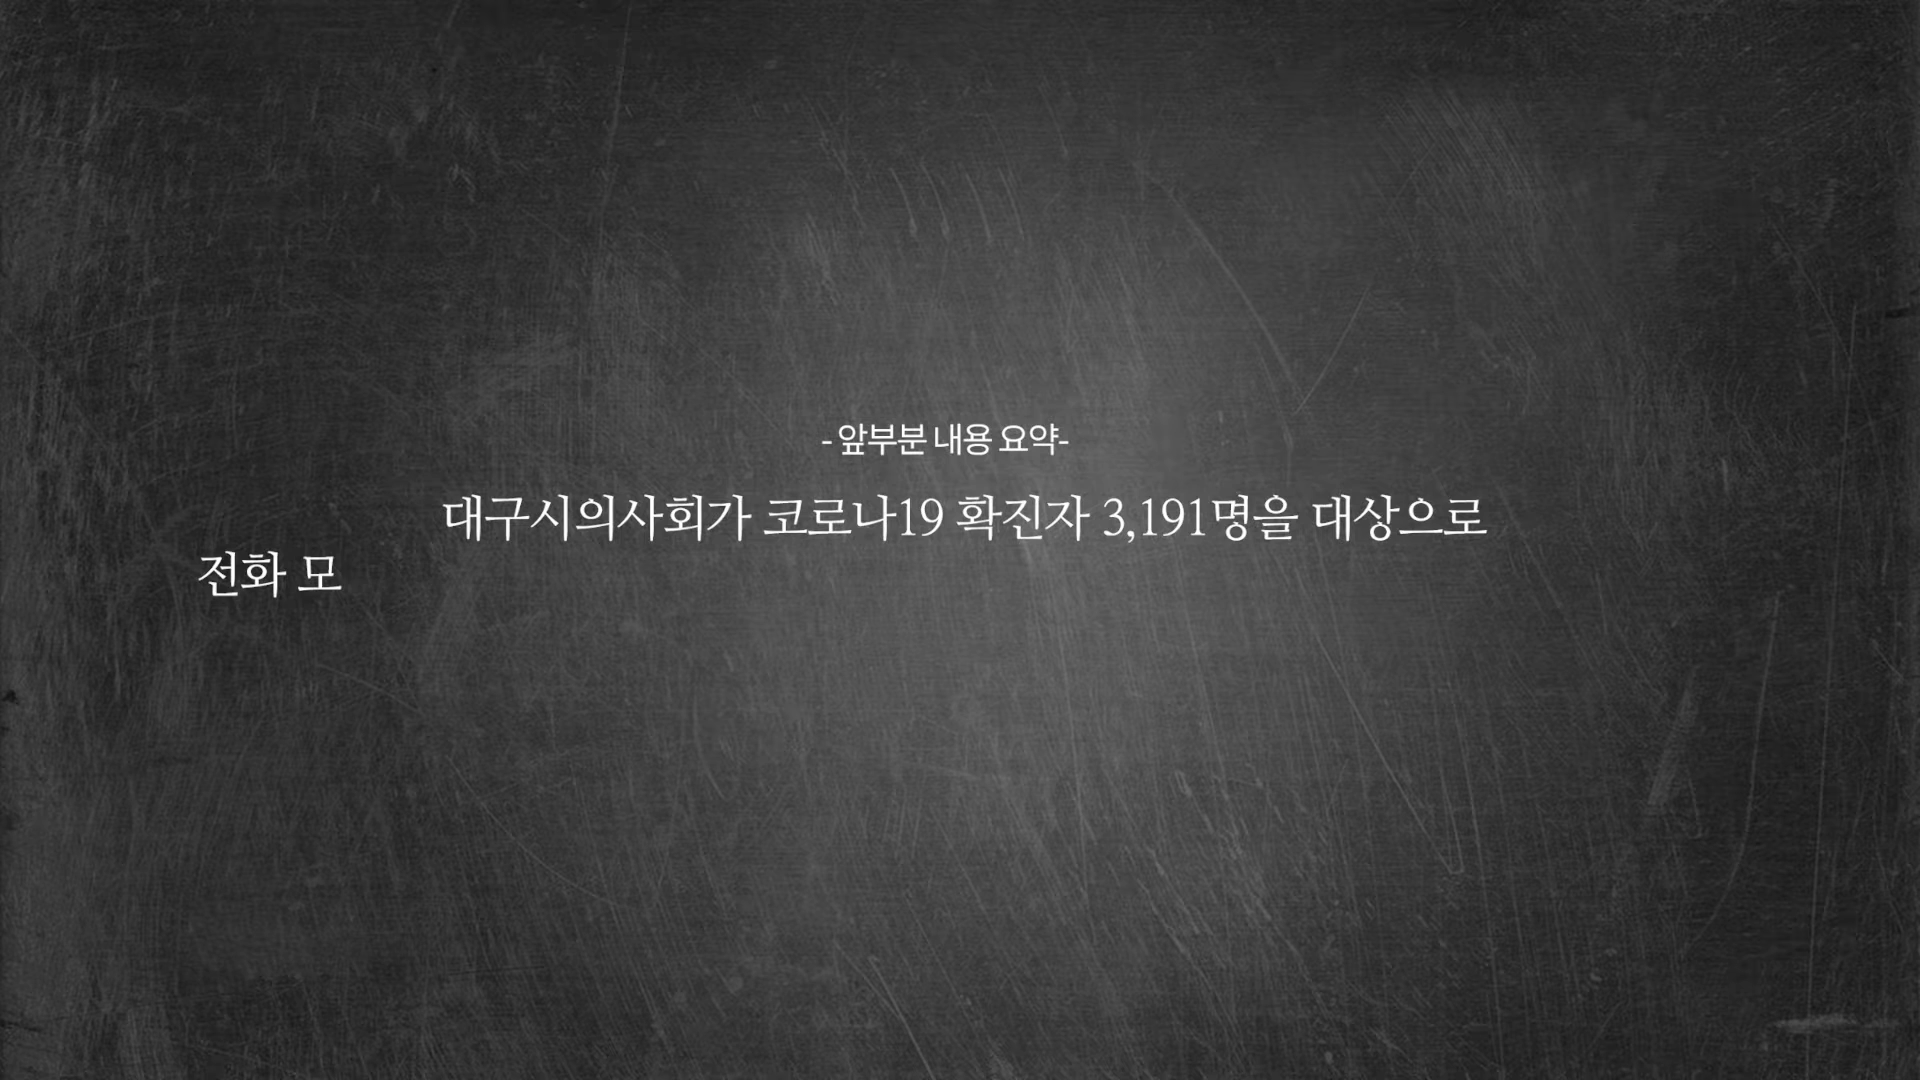 - 앞부분 내용 요약-
대구시의사회가 코로나19 확진자 3,191명을 대상으로
전화 모